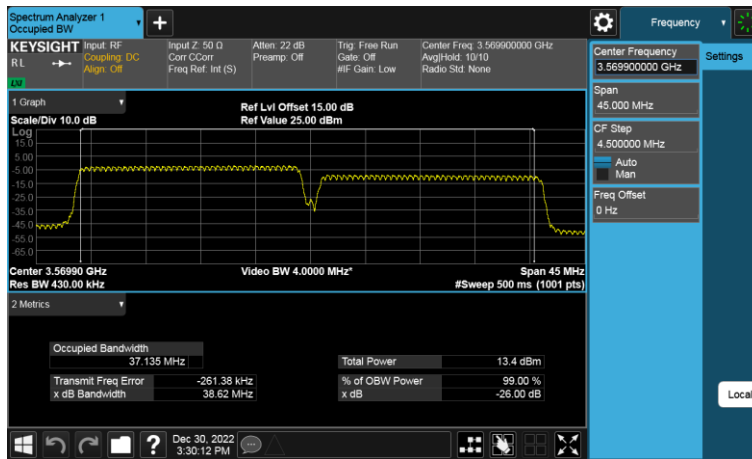 Spectrum Analyzer 1
Occupied BW
Frequency
KEYSIGHT
RL
LXI
Input: RF
Coupling: DC
Align: Off
Input Z: 50 Ω
Corr CCorr
Freq Ref: Int (S)
Atten: 22 dB
Preamp: Off
Trig: Free Run
Gate: Off
#IF Gain: Low
Center Freq: 3.569900000 GHz
Avg|Hold: 10/10
Radio Std: None
Center Frequency
3.569900000 GHz
Settings
Span
45.000 MHz
CF Step
4.500000 MHz
Auto
Man
Freq Offset
0 Hz
Local
1 Graph
Scale/Div 10.0 dB
Ref Lvl Offset 15.00 dB
Ref Value 25.00 dBm
Log
15.0
5.00
-5.00
-15.0
-25.0
-35.0
-45.0
-55.0
-65.0
Center 3.56990 GHz
Res BW 430.00 kHz
Video BW 4.0000 MHz*
Span 45 MHz
#Sweep 500 ms (1001 pts)
2 Metrics
Occupied Bandwidth
37.135 MHz
Transmit Freq Error -261.38 kHz
x dB Bandwidth 38.62 MHz
Total Power 13.4 dBm
% of OBW Power 99.00 %
x dB -26.00 dB
?
Dec 30, 2022
3:30:12 PM